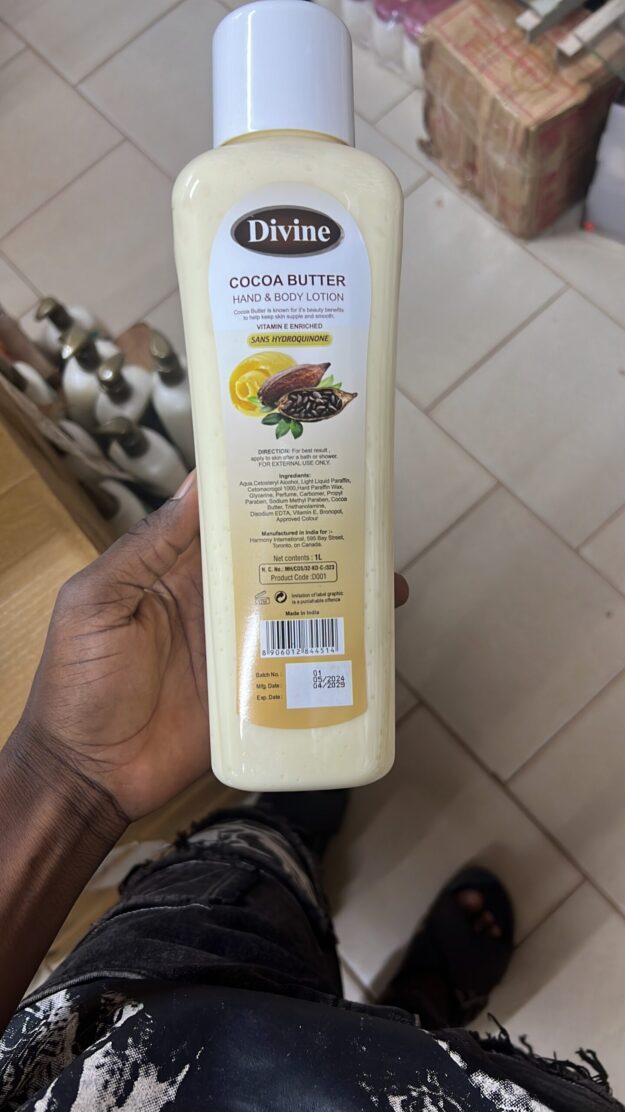 Divine
COCOA BUTTER
HAND & BODY LOTION
Cocoa Butter is known for it's beauty benefits
to help keep skin supple and smooth.
VITAMIN E ENRICHED
SANS HYDROQUINONE
DIRECTION: For best result ,
apply to skin after a bath or shower.
FOR EXTERNAL USE ONLY.
Ingredients:
Aqua,Cetosteryl Alcohol, Light Liquid Paraffin,
Cetomacrogol 1000,Hard Paraffin Wax,
Glycerine, Perfume, Carbomer, Propyl
Paraben, Sodium Methyl Paraben, Cocoa
Butter, Triethanolamine,
Disodium EDTA, Vitamin E, Bronopol,
Approved Colour
Manufactured in India for :-
Harmony International, 595 Bay Street,
Toronto, on Canada.
Net contents : 1L
Product Code :D001
Imitation of label graphic
is a punishable offence
Made in India
8 906012 844514
Batch No. : 01
Mfg. Date : 05/2024
Exp. Date : 04/2029